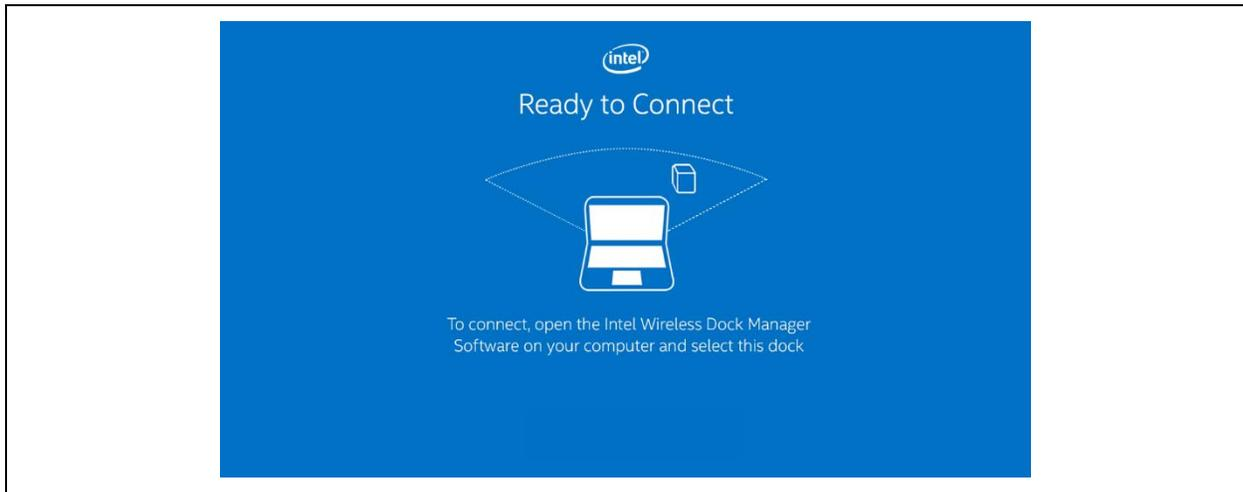 intel
Ready to Connect
To connect, open the Intel Wireless Dock Manager
Software on your computer and select this dock